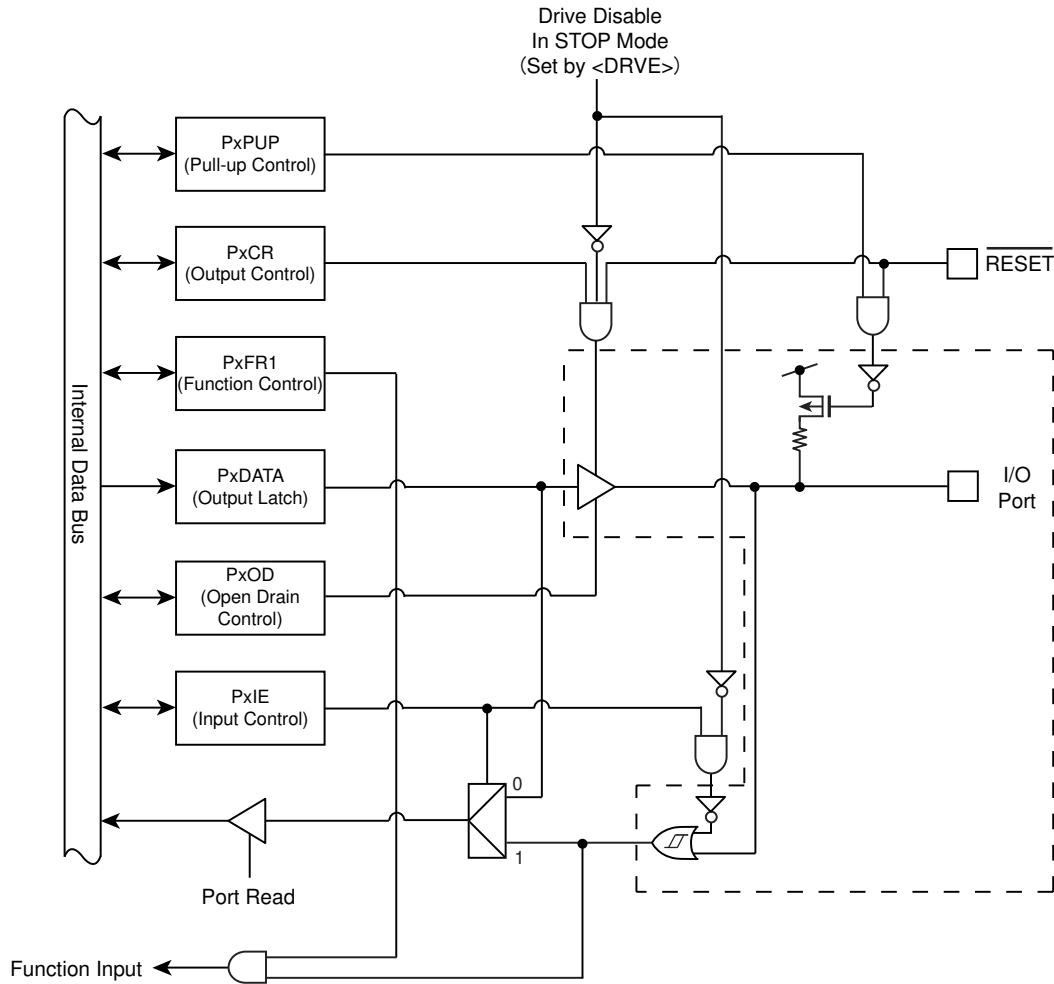 Drive Disable
In STOP Mode
(Set by <DRVE>)
PxPUP
(Pull-up Control)
PxCR
(Output Control)
RESET
PxFR1
(Function Control)
Internal Data Bus
PxDATA
(Output Latch)
I/O
Port
PxOD
(Open Drain
Control)
PxIE
(Input Control)
0
1
Port Read
Function Input